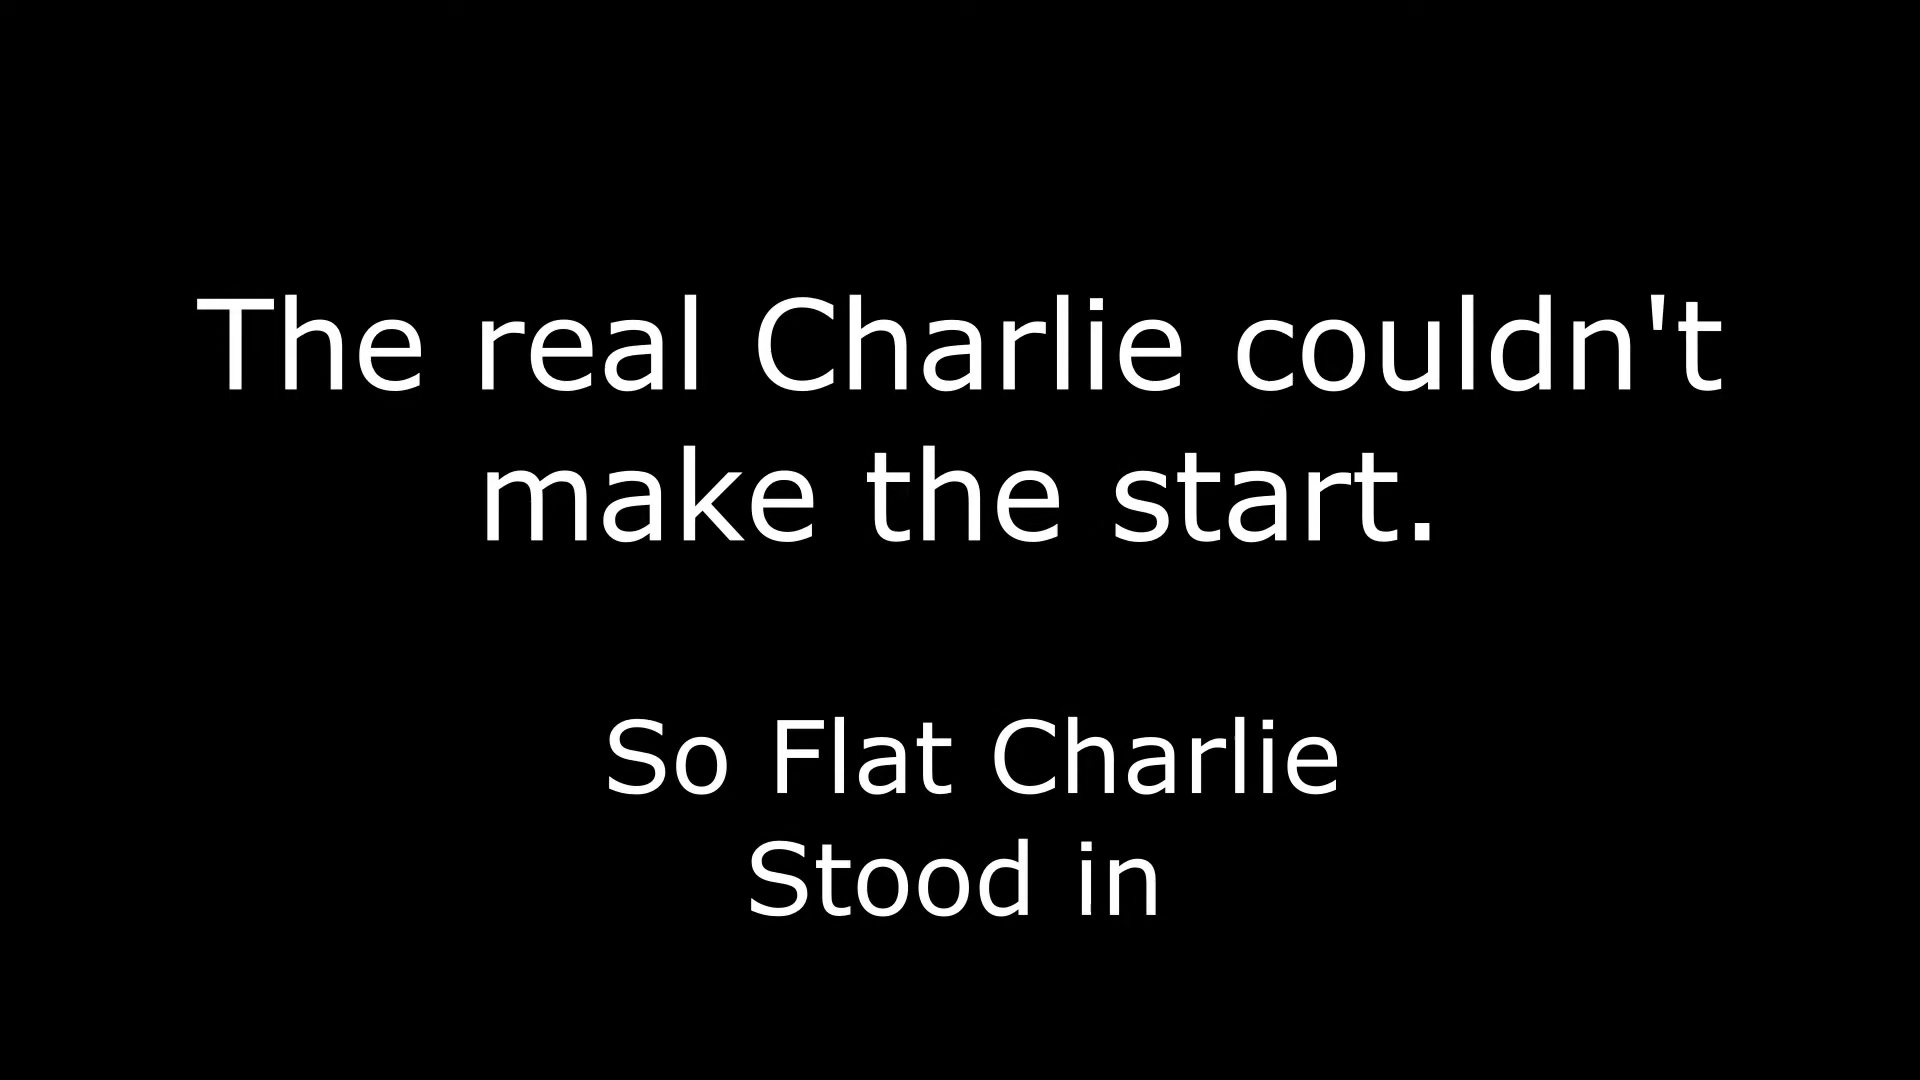 The real Charlie couldn't
make the start.
So Flat Charlie
Stood in